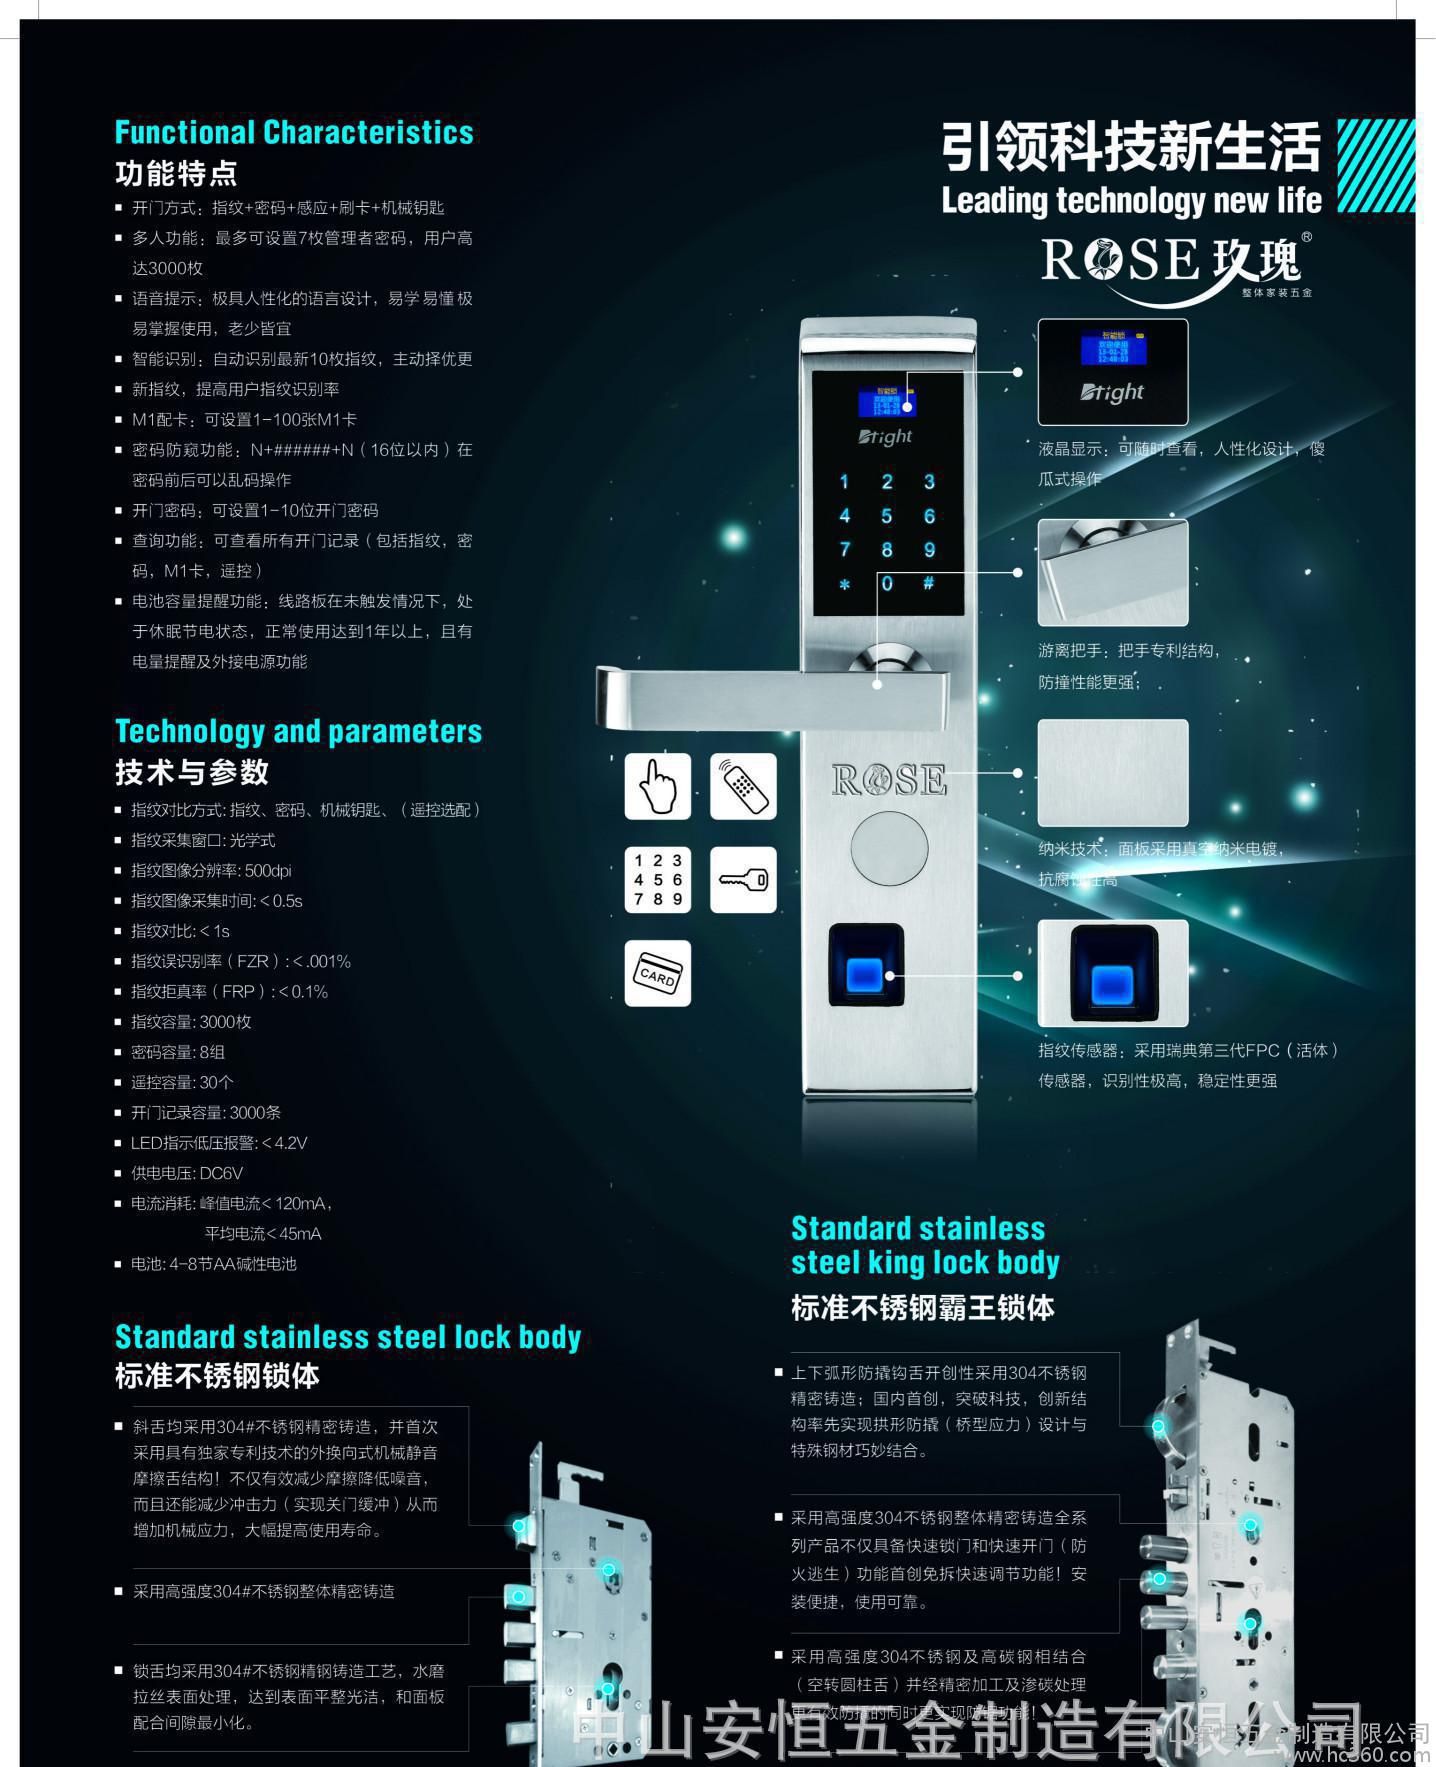 Functional Characteristics
功能特点
开门方式：指纹+密码+感应+刷卡+机械钥匙
多人功能：最多可设置7枚管理者密码，用户高
达3000枚
语音提示：极具人性化的语言设计，易学易懂极
易掌握使用，老少皆宜
智能识别：自动识别最新10枚指纹，主动择优更
新指纹，提高用户指纹识别率
M1配卡：可设置1-100张M1卡
密码防窥功能：N+######+N（16位以内）在
密码前后可以乱码操作
开门密码：可设置1-10位开门密码
查询功能：可查看所有开门记录（包括指纹，密
码，M1卡，遥控）
电池容量提醒功能：线路板在未触发情况下，处
于休眠节电状态，正常使用达到1年以上，且有
电量提醒及外接电源功能
Technology and parameters
技术与参数
指纹对比方式：指纹、密码、机械钥匙、（遥控选配）
指纹采集窗口：光学式
指纹图像分辨率：500dpi
指纹图像采集时间：＜0.5s
指纹对比：＜1s
指纹误识别率（FZR）：＜.001%
指纹拒真率（FRP）：＜0.1%
指纹容量：3000枚
密码容量：8组
遥控容量：30个
开门记录容量：3000条
LED指示低压报警：＜4.2V
供电电压：DC6V
电流消耗：峰值电流＜120mA，
平均电流＜45mA
电池：4-8节AA碱性电池
引领科技新生活
Leading technology new life
ROSE 玫瑰®
整体家装五金
智能锁
欢迎使用
13-02-28
12:48:03
Bright
1 2 3
4 5 6
7 8 9
* 0 #
ROSE
1 2 3
4 5 6
7 8 9
CARD
智能锁
欢迎使用
13-02-28
12:48:03
Bright
液晶显示：可随时查看，人性化设计，傻
瓜式操作
游离把手：把手专利结构，
防撞性能更强；
纳米技术：面板采用真空纳米电镀，
抗腐蚀性高
指纹传感器：采用瑞典第三代FPC（活体）
传感器，识别性极高，稳定性更强
Standard stainless steel lock body
标准不锈钢锁体
斜舌均采用304#不锈钢精密铸造，并首次
采用具有独家专利技术的外换向式机械静音
摩擦舌结构！不仅有效减少摩擦降低噪音，
而且还能减少冲击力（实现关门缓冲）从而
增加机械应力，大幅提高使用寿命。
采用高强度304#不锈钢整体精密铸造
锁舌均采用304#不锈钢精钢铸造工艺，水磨
拉丝表面处理，达到表面平整光洁，和面板
配合间隙最小化。
Standard stainless
steel king lock body
标准不锈钢霸王锁体
上下弧形防撬钩舌开创性采用304不锈钢
精密铸造；国内首创，突破科技，创新结
构率先实现拱形防撬（桥型应力）设计与
特殊钢材巧妙结合。
采用高强度304不锈钢整体精密铸造全系
列产品不仅具备快速锁门和快速开门（防
火逃生）功能首创免拆快速调节功能！安
装便捷，使用可靠。
采用高强度304不锈钢及高碳钢相结合
（空转圆柱舌）并经精密加工及渗碳处理
更有效防撬的同时更实现防锯功能！
中山安恒五金制造有限公司
中山安恒五金制造有限公司
www.hc360.com